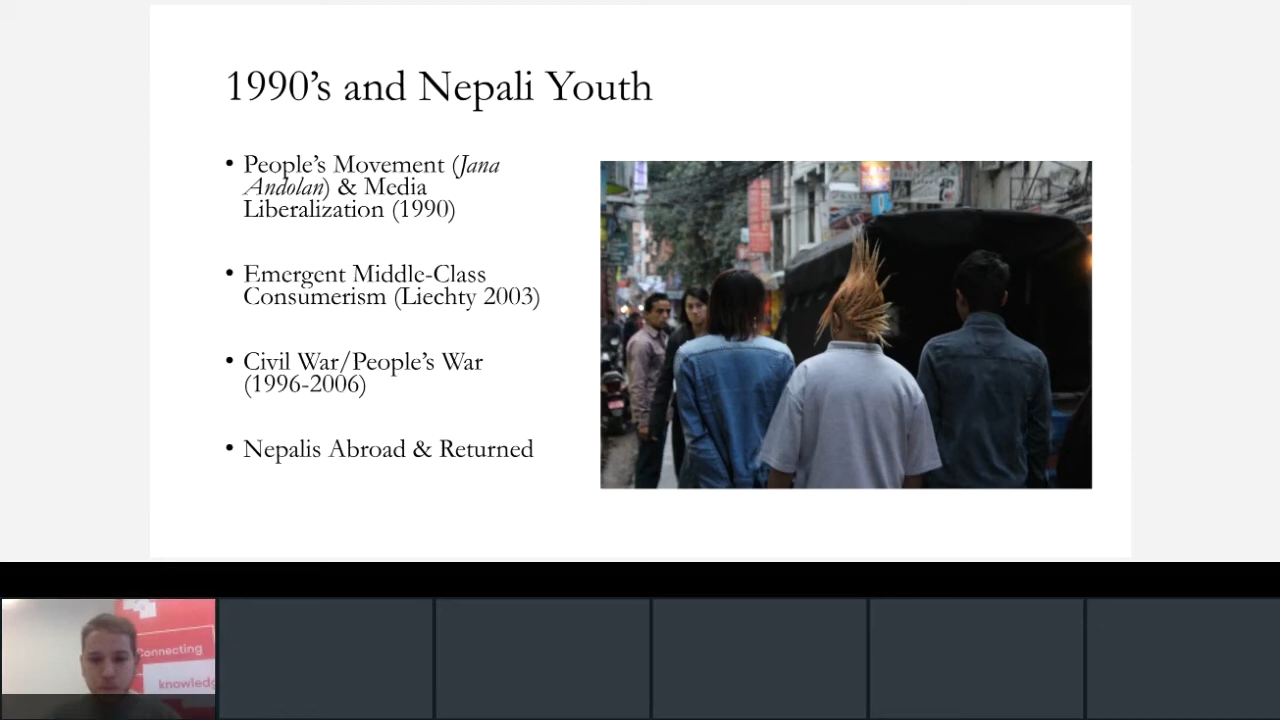 1990’s and Nepali Youth
• People’s Movement (Jana
Andolan) & Media
Liberalization (1990)
• Emergent Middle-Class
Consumerism (Liechty 2003)
• Civil War/People’s War
(1996-2006)
• Nepalis Abroad & Returned
Connecting